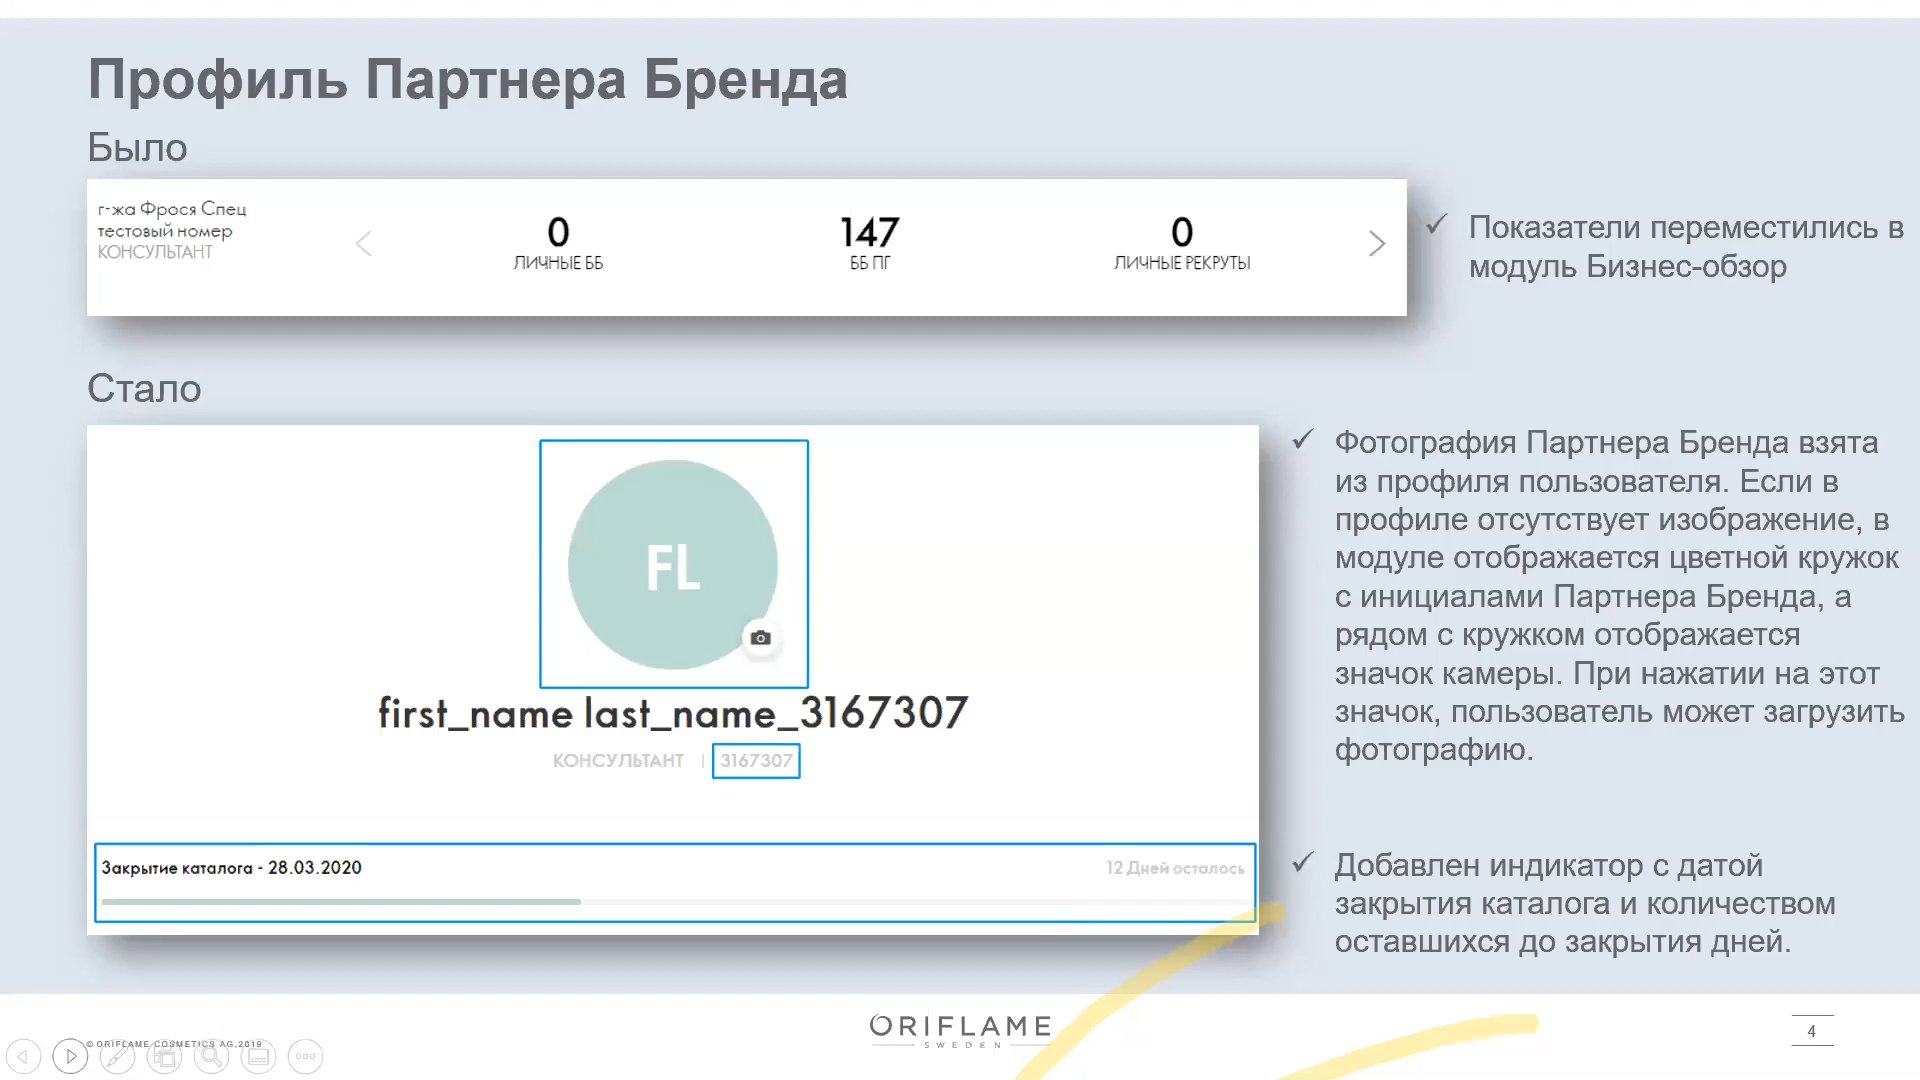 Профиль Партнера Бренда
Было
г-жа Фрося Спец
тестовый номер
КОНСУЛЬТАНТ
0
ЛИЧНЫЕ ББ
147
ББ ПГ
0
ЛИЧНЫЕ РЕКРУТЫ
Показатели переместились в
модуль Бизнес-обзор
Стало
FL
first_name last_name_3167307
КОНСУЛЬТАНТ | 3167307
Закрытие каталога - 28.03.2020
12 Дней осталось
Фотография Партнера Бренда взята
из профиля пользователя. Если в
профиле отсутствует изображение, в
модуле отображается цветной кружок
с инициалами Партнера Бренда, а
рядом с кружком отображается
значок камеры. При нажатии на этот
значок, пользователь может загрузить
фотографию.
Добавлен индикатор с датой
закрытия каталога и количеством
оставшихся до закрытия дней.
© ORIFLAME COSMETICS AG,2019
ORIFLAME
SWEDEN
4